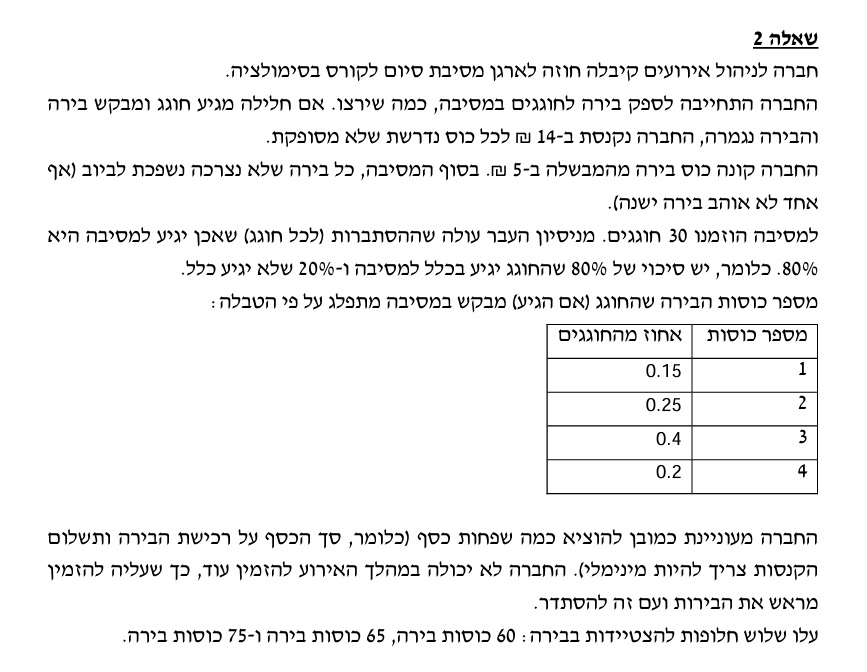 שאלה 2
חברה לניהול אירועים קיבלה חוזה לארגן מסיבת סיום לקורס בסימולציה.
החברה התחייבה לספק בירה לחוגגים במסיבה, כמה שירצו. אם חלילה מגיע חוגג ומבקש בירה
והבירה נגמרה, החברה נקנסת ב-14 ₪ לכל כוס נדרשת שלא מסופקת.
החברה קונה כוס בירה מהמבשלה ב-5 ₪. בסוף המסיבה, כל בירה שלא נצרכה נשפכת לביוב (אף
אחד לא אוהב בירה ישנה).
למסיבה הוזמנו 30 חוגגים. מניסיון העבר עולה שההסתברות (לכל חוגג) שאכן יגיע למסיבה היא
80%. כלומר, יש סיכוי של 80% שהחוגג יגיע בכלל למסיבה ו-20% שלא יגיע כלל.
מספר כוסות הבירה שהחוגג (אם הגיע) מבקש במסיבה מתפלג על פי הטבלה:
מספר כוסות אחוז מהחוגגים
1 0.15
2 0.25
3 0.4
4 0.2
החברה מעוניינת כמובן להוציא כמה שפחות כסף (כלומר, סך הכסף על רכישת הבירה ותשלום
הקנסות צריך להיות מינימלי). החברה לא יכולה במהלך האירוע להזמין עוד, כך שעליה להזמין
מראש את הבירות ועם זה להסתדר.
עלו שלוש חלופות להצטיידות בבירה: 60 כוסות בירה, 65 כוסות בירה ו-75 כוסות בירה.